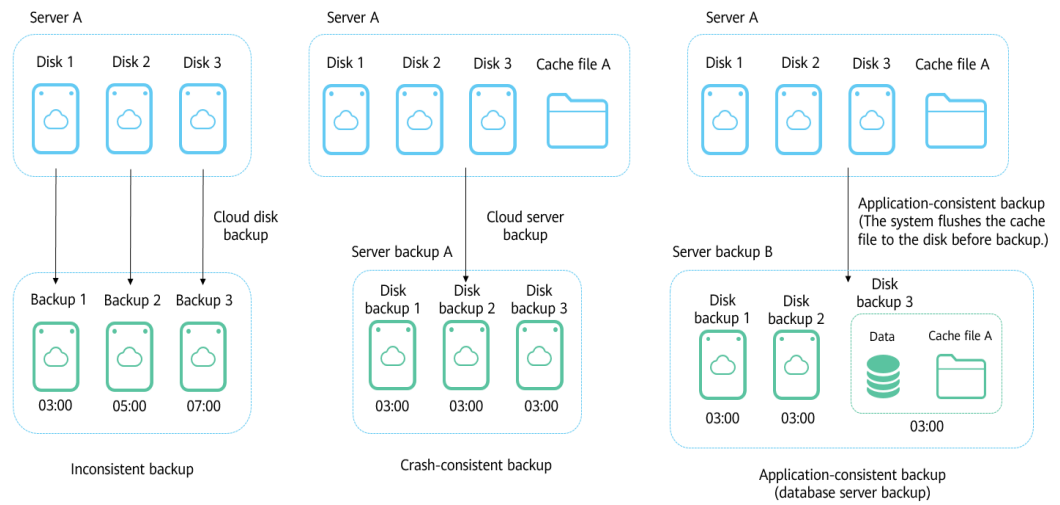 Server A
Disk 1
Disk 2
Disk 3
Cloud disk
backup
Backup 1
Backup 2
Backup 3
03:00
05:00
07:00
Inconsistent backup
Server A
Disk 1
Disk 2
Disk 3
Cache file A
Cloud server
backup
Server backup A
Disk
backup 1
Disk
backup 2
Disk
backup 3
03:00
03:00
03:00
Crash-consistent backup
Server A
Disk 1
Disk 2
Disk 3
Cache file A
Application-consistent backup
(The system flushes the cache
file to the disk before backup.)
Server backup B
Disk
backup 1
Disk
backup 2
Disk
backup 3
Data
Cache file A
03:00
03:00
03:00
Application-consistent backup
(database server backup)